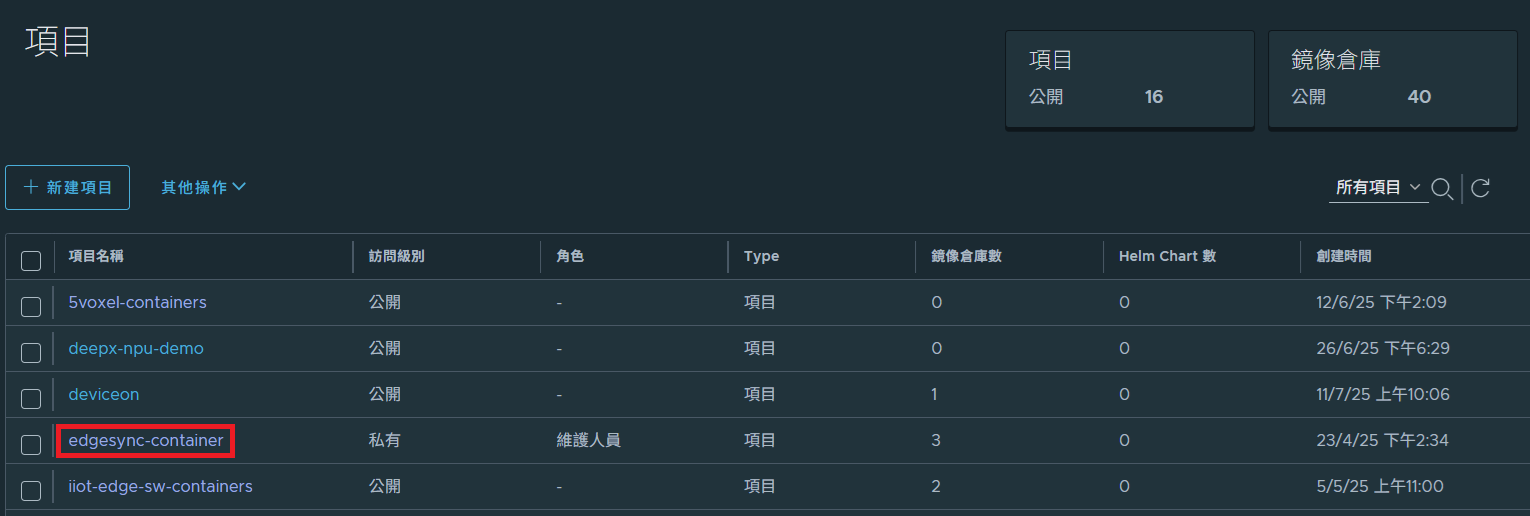 項目
項目
公開 16
鏡像倉庫
公開 40
+ 新建項目 其他操作
所有項目
項目名稱 訪問級別 角色 Type 鏡像倉庫數 Helm Chart 數 創建時間
5voxel-containers 公開 - 項目 0 0 12/6/25 下午2:09
deepx-npu-demo 公開 - 項目 0 0 26/6/25 下午6:29
deviceon 公開 - 項目 1 0 11/7/25 上午10:06
edgesync-container 私有 維護人員 項目 3 0 23/4/25 下午2:34
iiot-edge-sw-containers 公開 - 項目 2 0 5/5/25 上午11:00